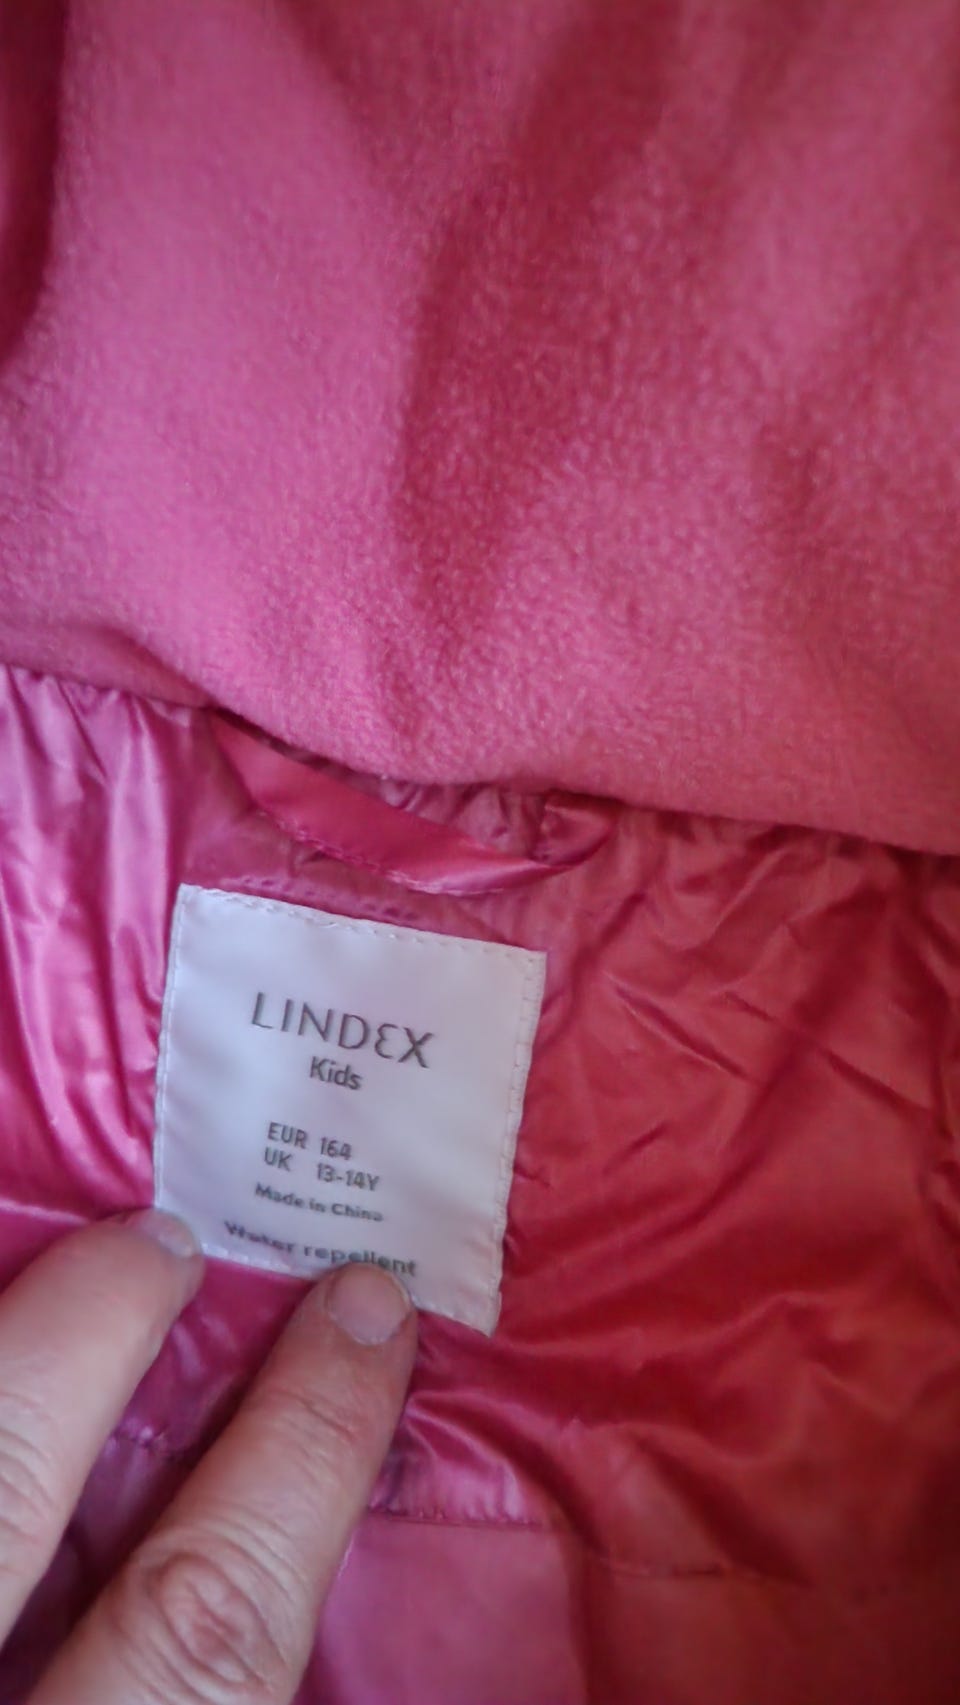 LINDEX
Kids
EUR 164
UK 13-14Y
Made in China
Water repellent